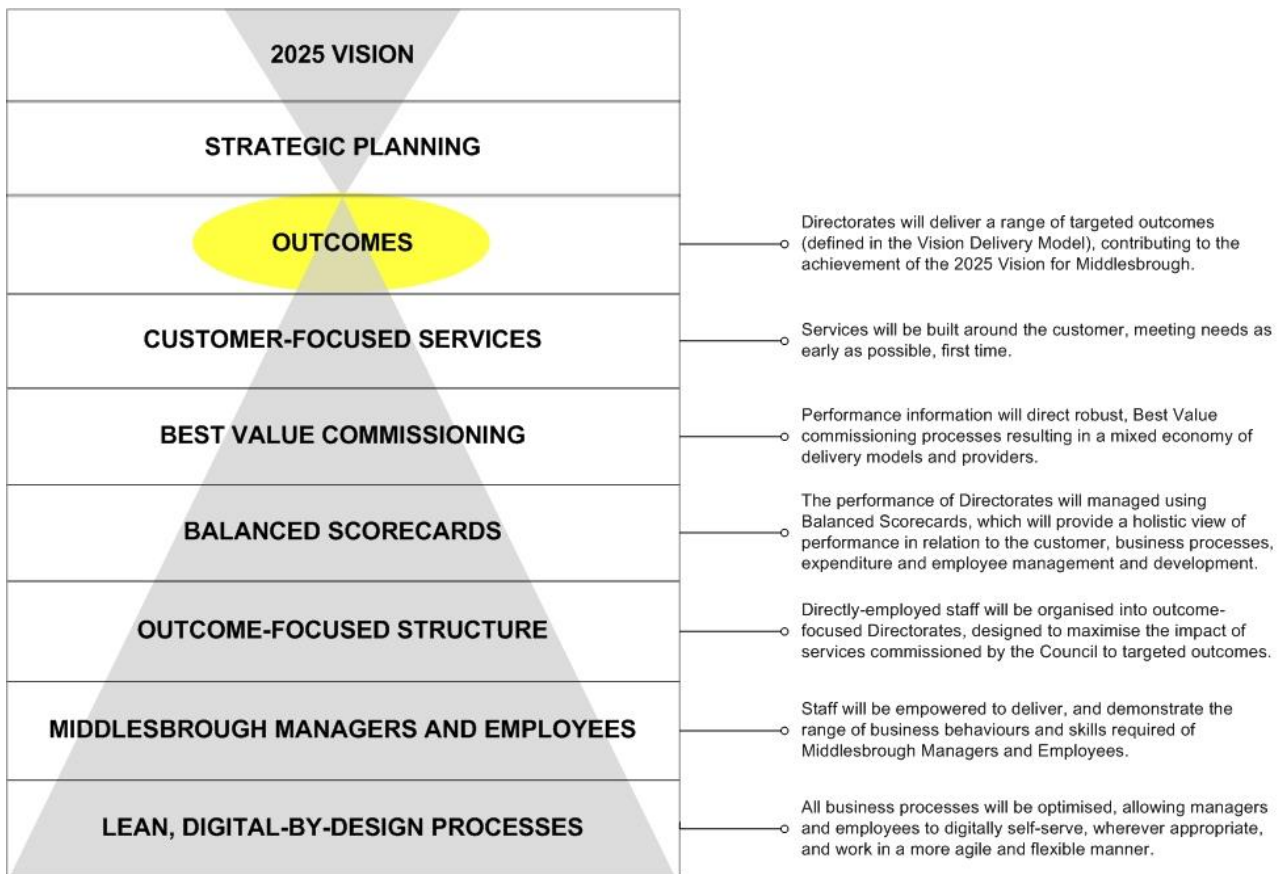 2025 VISION
STRATEGIC PLANNING
OUTCOMES
Directorates will deliver a range of targeted outcomes
(defined in the Vision Delivery Model), contributing to the
achievement of the 2025 Vision for Middlesbrough.
CUSTOMER-FOCUSED SERVICES
Services will be built around the customer, meeting needs as
early as possible, first time.
BEST VALUE COMMISSIONING
Performance information will direct robust, Best Value
commissioning processes resulting in a mixed economy of
delivery models and providers.
BALANCED SCORECARDS
The performance of Directorates will managed using
Balanced Scorecards, which will provide a holistic view of
performance in relation to the customer, business processes,
expenditure and employee management and development.
OUTCOME-FOCUSED STRUCTURE
Directly-employed staff will be organised into outcome-
focused Directorates, designed to maximise the impact of
services commissioned by the Council to targeted outcomes.
MIDDLESBROUGH MANAGERS AND EMPLOYEES
Staff will be empowered to deliver, and demonstrate the
range of business behaviours and skills required of
Middlesbrough Managers and Employees.
LEAN, DIGITAL-BY-DESIGN PROCESSES
All business processes will be optimised, allowing managers
and employees to digitally self-serve, wherever appropriate,
and work in a more agile and flexible manner.